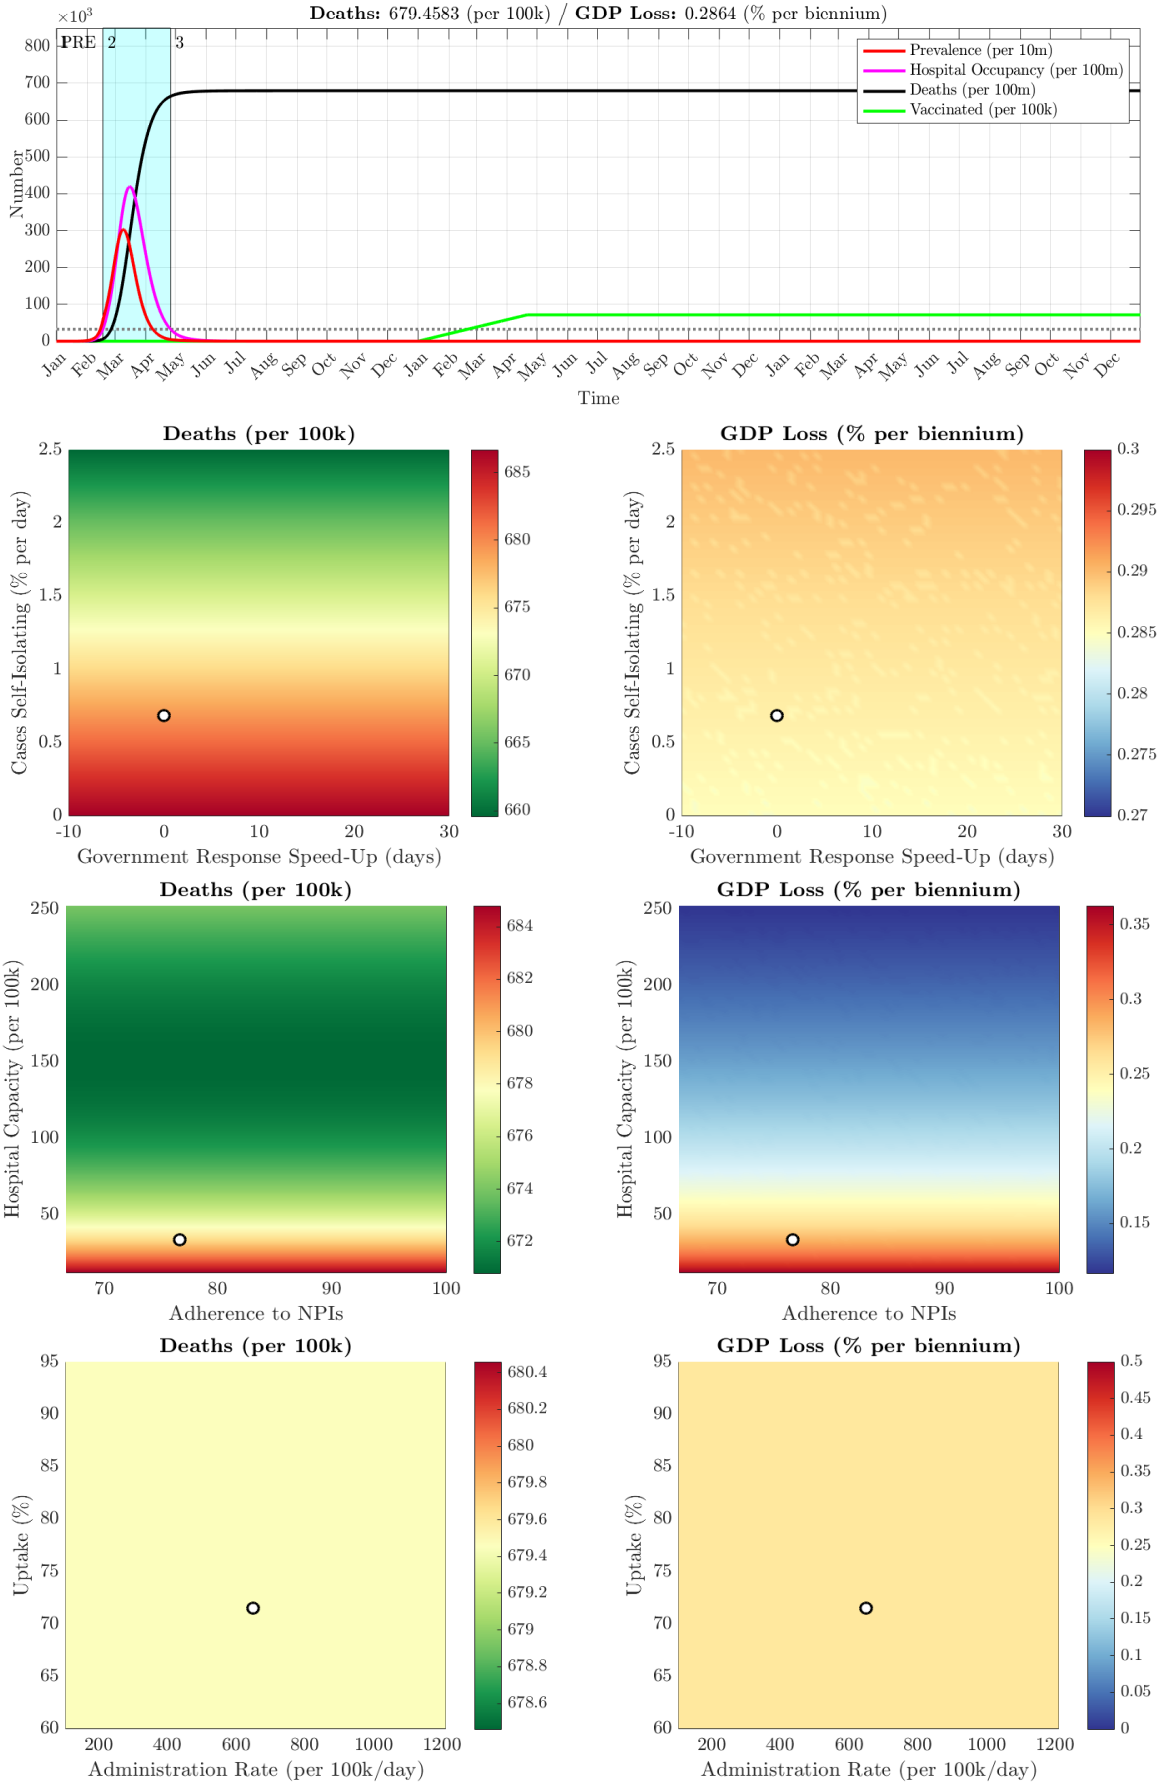 Deaths: 679.4583 (per 100k) / GDP Loss: 0.2864 (% per biennium)
×10³
1 PRE 2 3
800
700
600
500
400
300
200
100
0
Number
Prevalence (per 10m)
Hospital Occupancy (per 100m)
Deaths (per 100m)
Vaccinated (per 100k)
Jan Feb Mar Apr May Jun Jul Aug Sep Oct Nov Dec Jan Feb Mar Apr May Jun Jul Aug Sep Oct Nov Dec Jan Feb Mar Apr May Jun Jul Aug Sep Oct Nov Dec
Time
Deaths (per 100k)
2.5
2
1.5
1
0.5
0
Cases Self-Isolating (% per day)
-10 0 10 20 30
Government Response Speed-Up (days)
685
680
675
670
665
660
GDP Loss (% per biennium)
2.5
2
1.5
1
0.5
0
Cases Self-Isolating (% per day)
-10 0 10 20 30
Government Response Speed-Up (days)
0.3
0.295
0.29
0.285
0.28
0.275
0.27
Deaths (per 100k)
250
200
150
100
50
Hospital Capacity (per 100k)
70 80 90 100
Adherence to NPIs
684
682
680
678
676
674
672
GDP Loss (% per biennium)
250
200
150
100
50
Hospital Capacity (per 100k)
70 80 90 100
Adherence to NPIs
0.35
0.3
0.25
0.2
0.15
Deaths (per 100k)
95
90
85
80
75
70
65
60
Uptake (%)
200 400 600 800 1000 1200
Administration Rate (per 100k/day)
680.4
680.2
680
679.8
679.6
679.4
679.2
679
678.8
678.6
GDP Loss (% per biennium)
95
90
85
80
75
70
65
60
Uptake (%)
200 400 600 800 1000 1200
Administration Rate (per 100k/day)
0.5
0.45
0.4
0.35
0.3
0.25
0.2
0.15
0.1
0.05
0